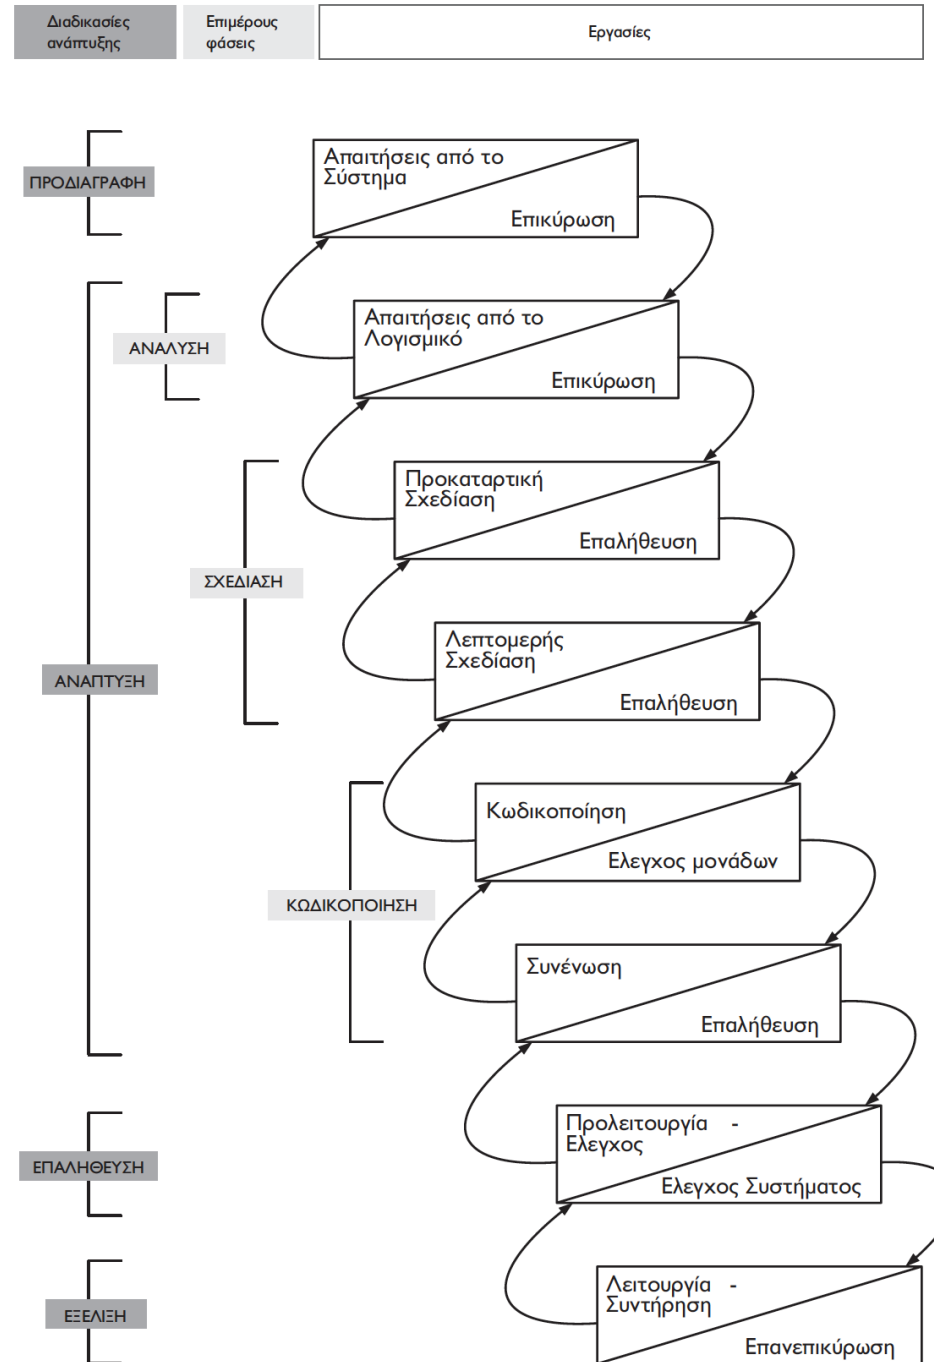 Διαδικασίες
ανάπτυξης
Επιμέρους
φάσεις
Εργασίες
ΠΡΟΔΙΑΓΡΑΦΗ
Απαιτήσεις από το
Σύστημα
Επικύρωση
ΑΝΑΛΥΣΗ
Απαιτήσεις από το
Λογισμικό
Επικύρωση
ΣΧΕΔΙΑΣΗ
Προκαταρτική
Σχεδίαση
Επαλήθευση
ΑΝΑΠΤΥΞΗ
Λεπτομερής
Σχεδίαση
Επαλήθευση
ΚΩΔΙΚΟΠΟΙΗΣΗ
Κωδικοποίηση
Ελεγχος μονάδων
Συνένωση
Επαλήθευση
ΕΠΑΛΗΘΕΥΣΗ
Προλειτουργία -
Ελεγχος
Ελεγχος Συστήματος
ΕΞΕΛΙΞΗ
Λειτουργία -
Συντήρηση
Επανεπικύρωση